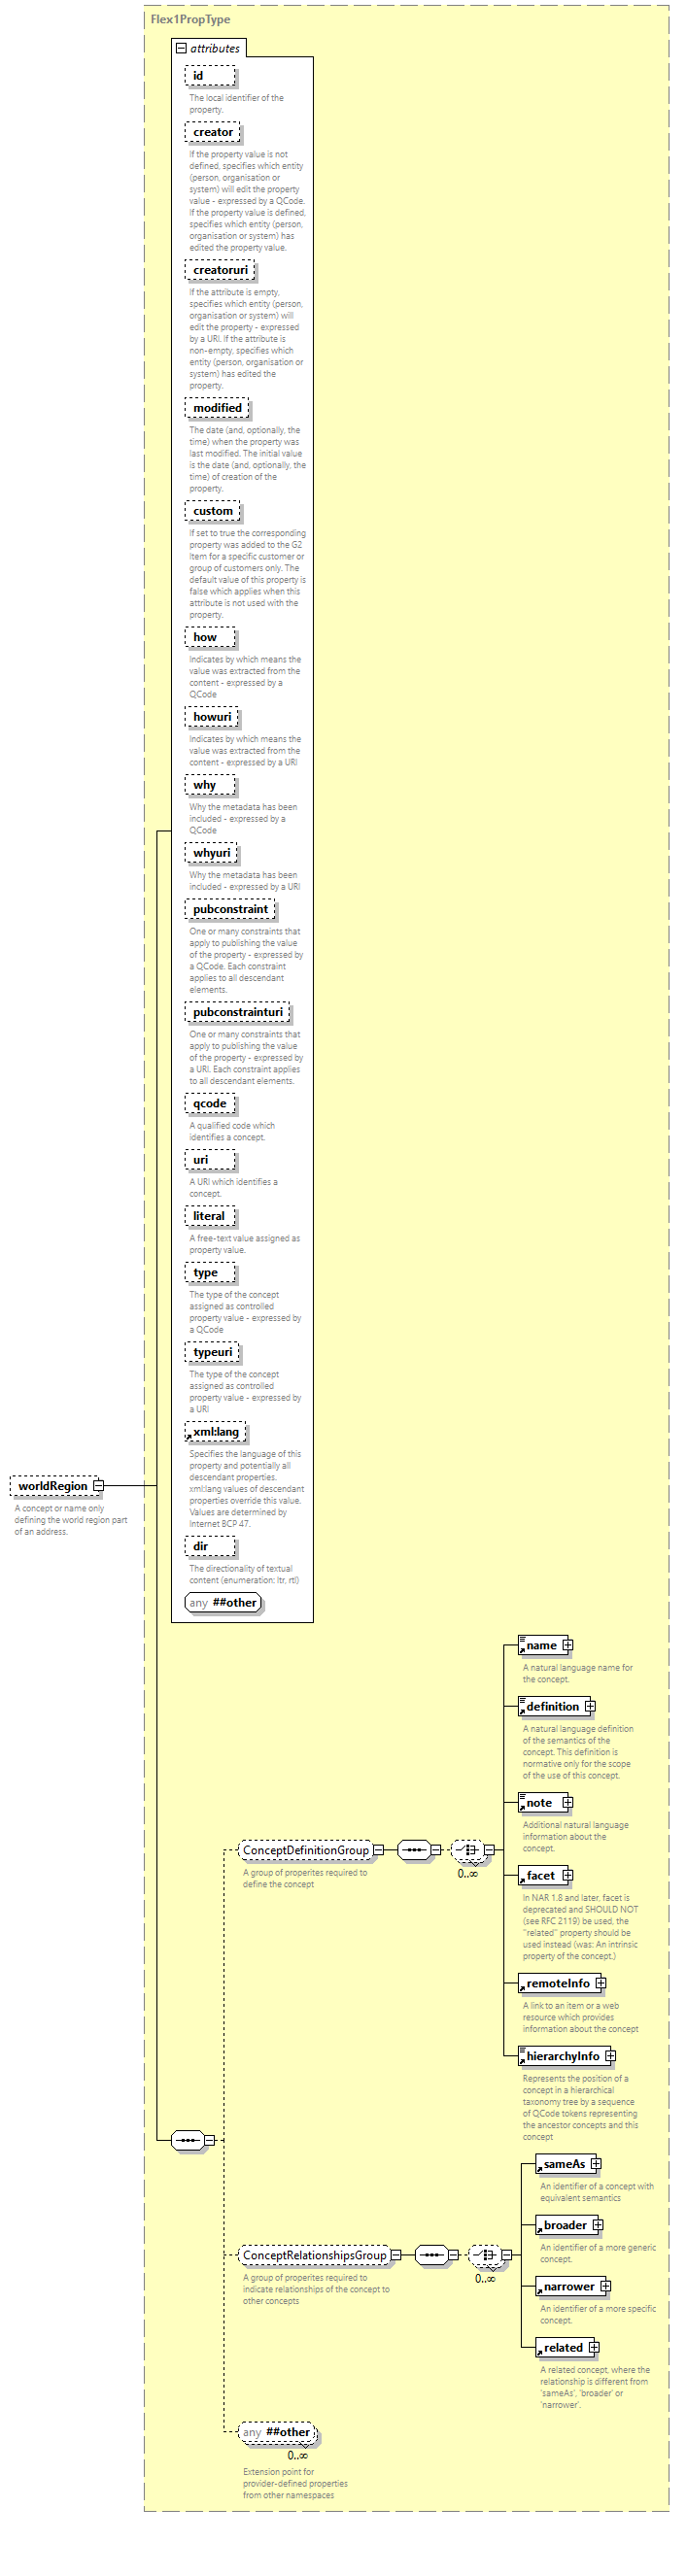 Flex1PropType
attributes
id
The local identifier of the
property.
creator
If the property value is not
defined, specifies which entity
(person, organisation or
system) will edit the property
value - expressed by a QCode.
If the property value is defined,
specifies which entity (person,
organisation or system) has
edited the property value.
creatoruri
If the attribute is empty,
specifies which entity (person,
organisation or system) will
edit the property - expressed
by a URI. If the attribute is
non-empty, specifies which
entity (person, organisation or
system) has edited the
property.
modified
The date (and, optionally, the
time) when the property was
last modified. The initial value
is the date (and, optionally, the
time) of creation of the
property.
custom
If set to true the corresponding
property was added to the G2
Item for a specific customer or
group of customers only. The
default value of this property is
false which applies when this
attribute is not used with the
property.
how
Indicates by which means the
value was extracted from the
content - expressed by a
QCode
howuri
Indicates by which means the
value was extracted from the
content - expressed by a URI
why
Why the metadata has been
included - expressed by a
QCode
whyuri
Why the metadata has been
included - expressed by a URI
pubconstraint
One or many constraints that
apply to publishing the value
of the property - expressed by
a QCode. Each constraint
applies to all descendant
elements.
pubconstrainturi
One or many constraints that
apply to publishing the value
of the property - expressed by
a URI. Each constraint applies
to all descendant elements.
qcode
A qualified code which
identifies a concept.
uri
A URI which identifies a
concept.
literal
A free-text value assigned as
property value.
type
The type of the concept
assigned as controlled
property value - expressed by
a QCode
typeuri
The type of the concept
assigned as controlled
property value - expressed by
a URI
xml:lang
Specifies the language of this
property and potentially all
descendant properties.
xml:lang values of descendant
properties override this value.
Values are determined by
Internet BCP 47.
dir
The directionality of textual
content (enumeration: ltr, rtl)
any ##other
worldRegion
A concept or name only
defining the world region part
of an address.
name
A natural language name for
the concept.
definition
A natural language definition
of the semantics of the
concept. This definition is
normative only for the scope
of the use of this concept.
note
Additional natural language
information about the
concept.
ConceptDefinitionGroup
0..∞
A group of properites required to
define the concept
facet
In NAR 1.8 and later, facet is
deprecated and SHOULD NOT
(see RFC 2119) be used, the
"related" property should be
used instead (was: An intrinsic
property of the concept.)
remoteInfo
A link to an item or a web
resource which provides
information about the concept
hierarchyInfo
Represents the position of a
concept in a hierarchical
taxonomy tree by a sequence
of QCode tokens representing
the ancestor concepts and this
concept
sameAs
An identifier of a concept with
equivalent semantics
broader
An identifier of a more generic
concept.
ConceptRelationshipsGroup
0..∞
A group of properites required to
indicate relationships of the concept to
other concepts
narrower
An identifier of a more specific
concept.
related
A related concept, where the
relationship is different from
'sameAs', 'broader' or
'narrower'.
any ##other
0..∞
Extension point for
provider-defined properties
from other namespaces